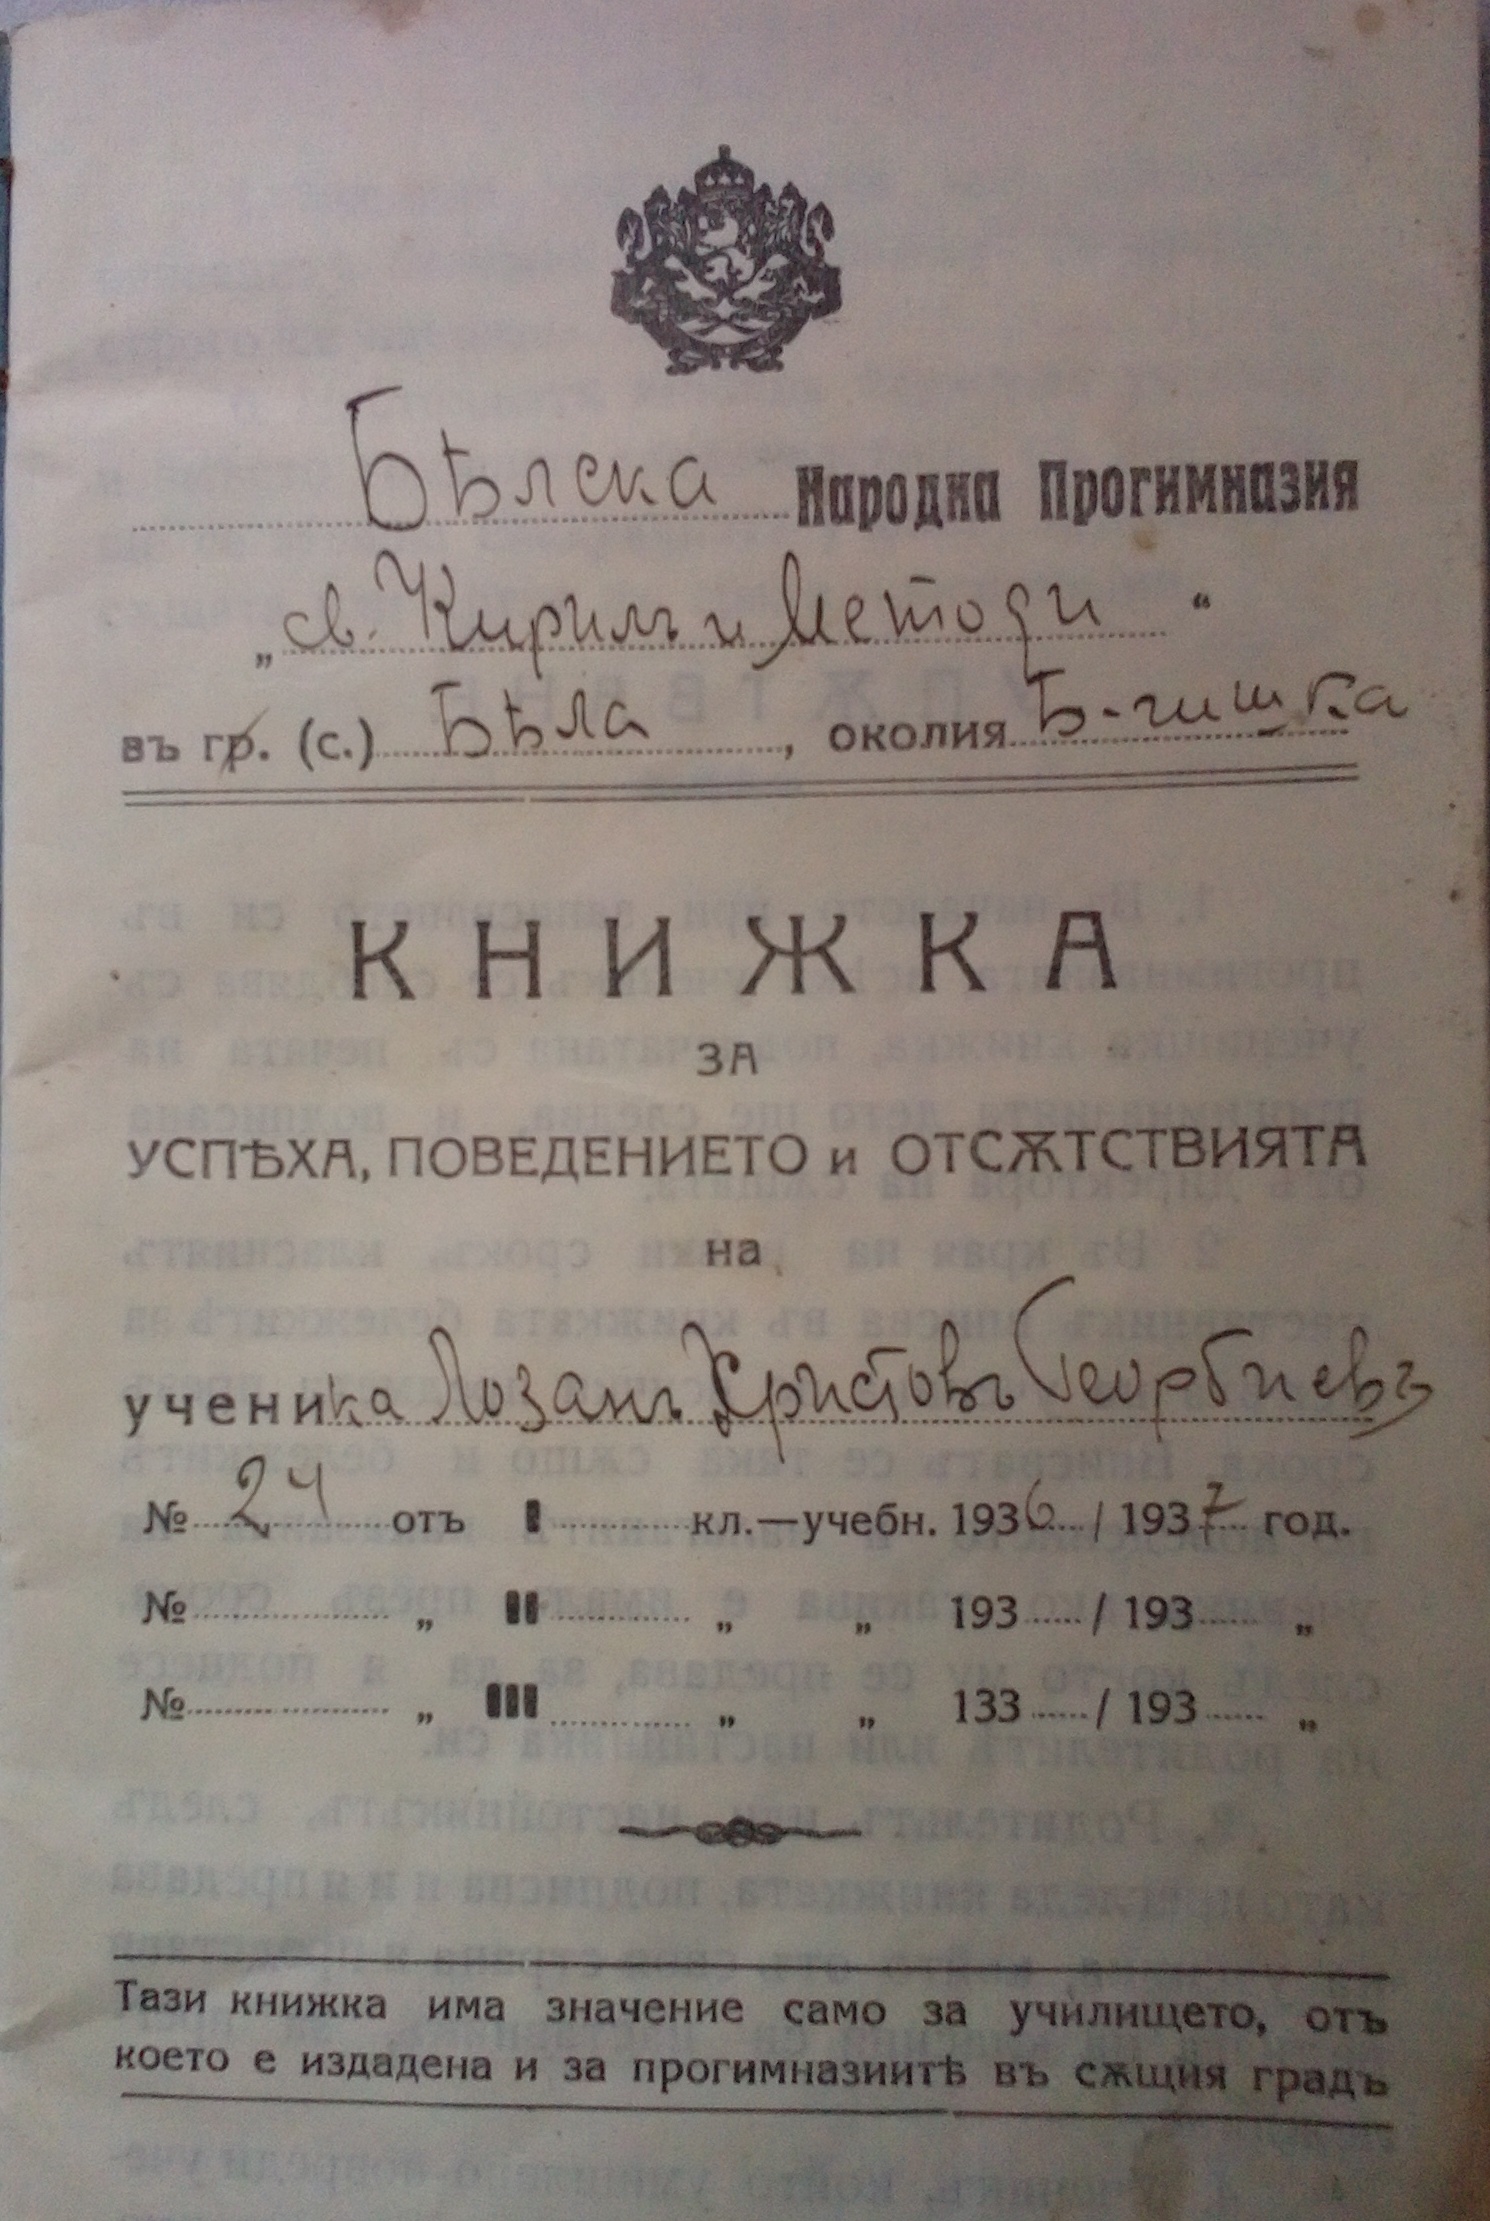 Бѣлска Народна Прогимназия
„св. Кирилъ и Методи“
въ гр. (с.) Бѣла, околия Б-чишка
КНИЖКА
ЗА
УСПѢХА, ПОВЕДЕНИЕТО и ОТСѪТСТВИЯТА
на
ученика Лозанъ Христовъ Георгиевъ
№ 24 отъ I кл.—учебн. 1936 / 1937 год.
№ „ II „ „ 193 / 193 „
№ „ III „ „ 133 / 193 „
Тази книжка има значение само за училището, отъ
което е издадена и за прогимназиитѣ въ сѫщия градъ